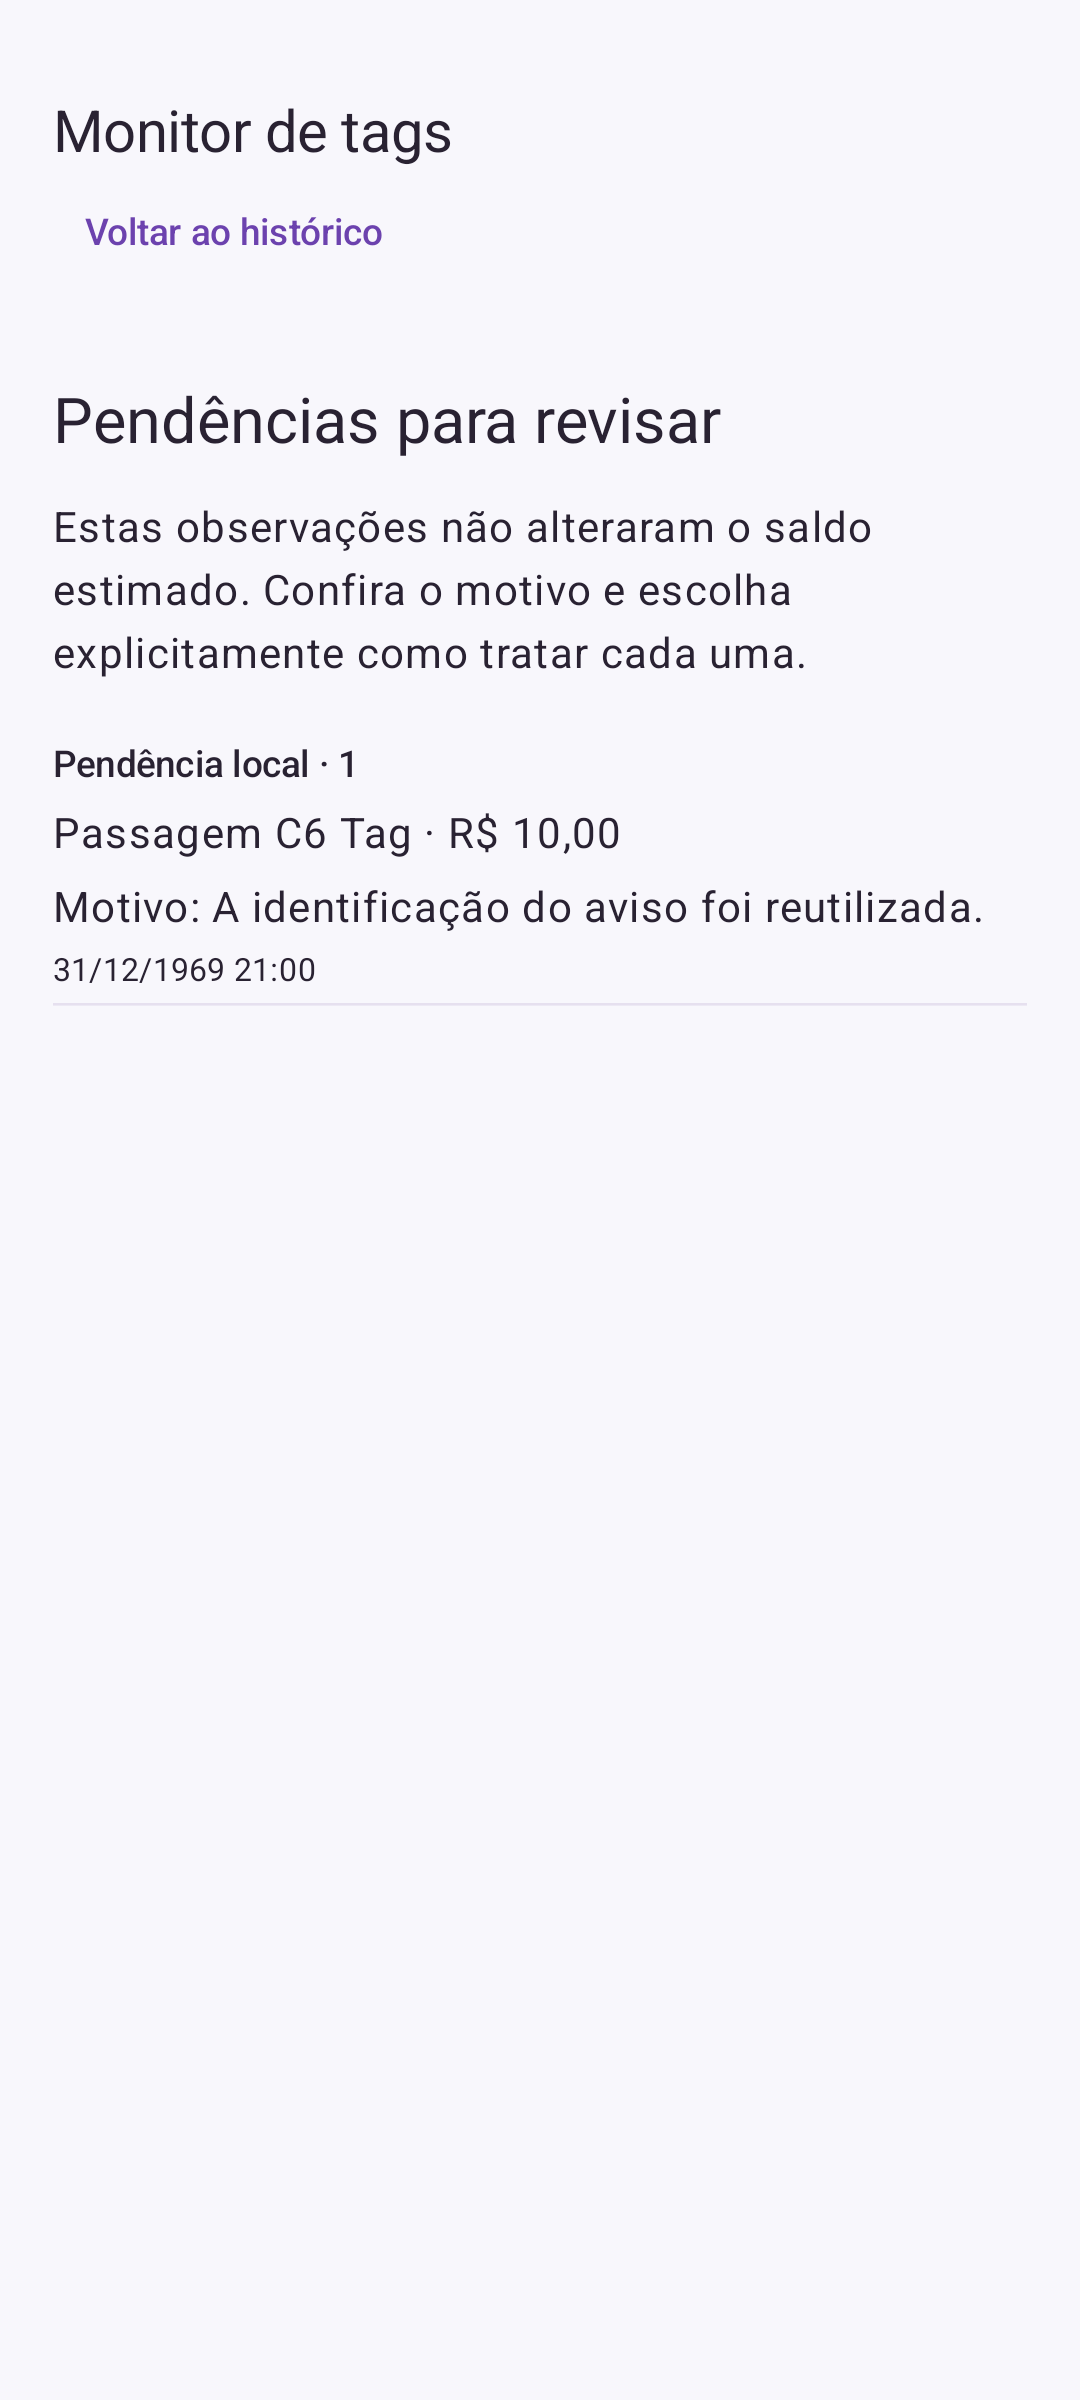 Monitor de tags
Voltar ao histórico
Pendências para revisar
Estas observações não alteraram o saldo
estimado. Confira o motivo e escolha
explicitamente como tratar cada uma.
Pendência local · 1
Passagem C6 Tag · R$ 10,00
Motivo: A identificação do aviso foi reutilizada.
31/12/1969 21:00